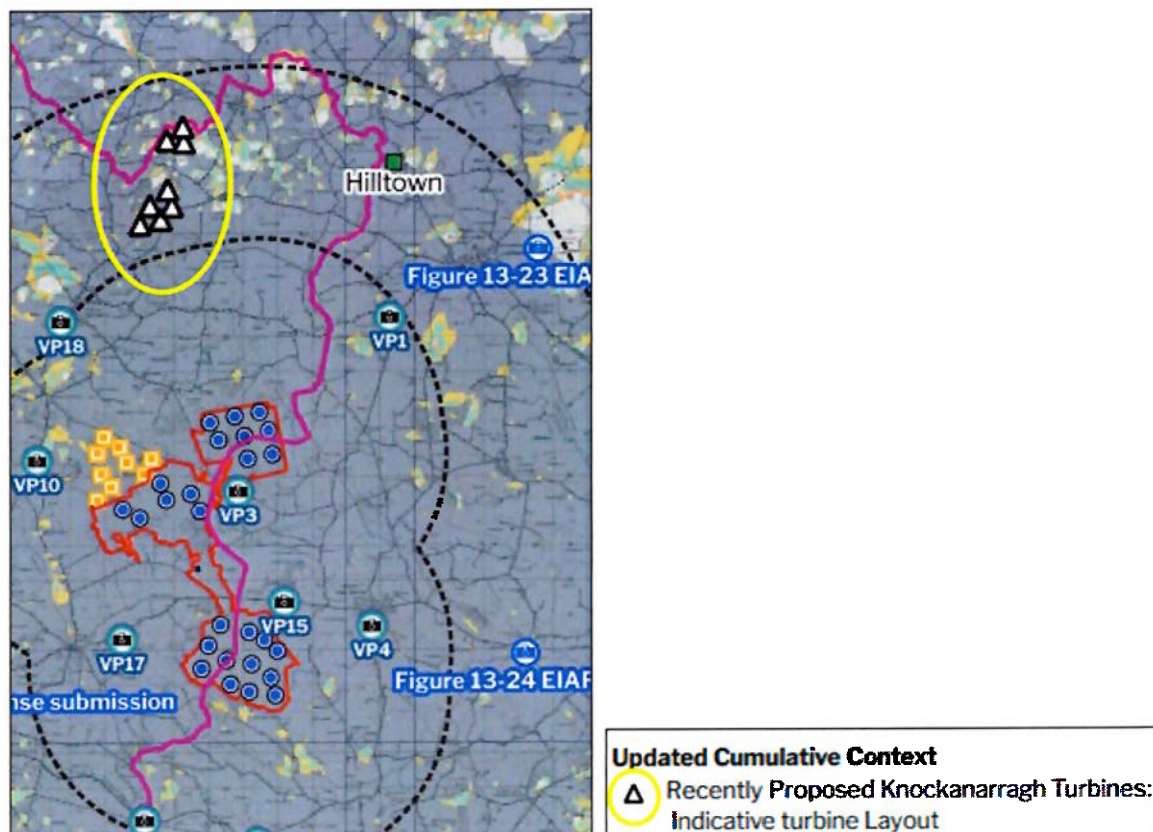 Hilltown
Figure 13-23 EIA
VP18
VP1
VP10
VP3
VP15
VP17
VP4
Figure 13-24 EIAR
nse submission
Updated Cumulative Context
Recently Proposed Knockanarragh Turbines:
Indicative turbine Layout